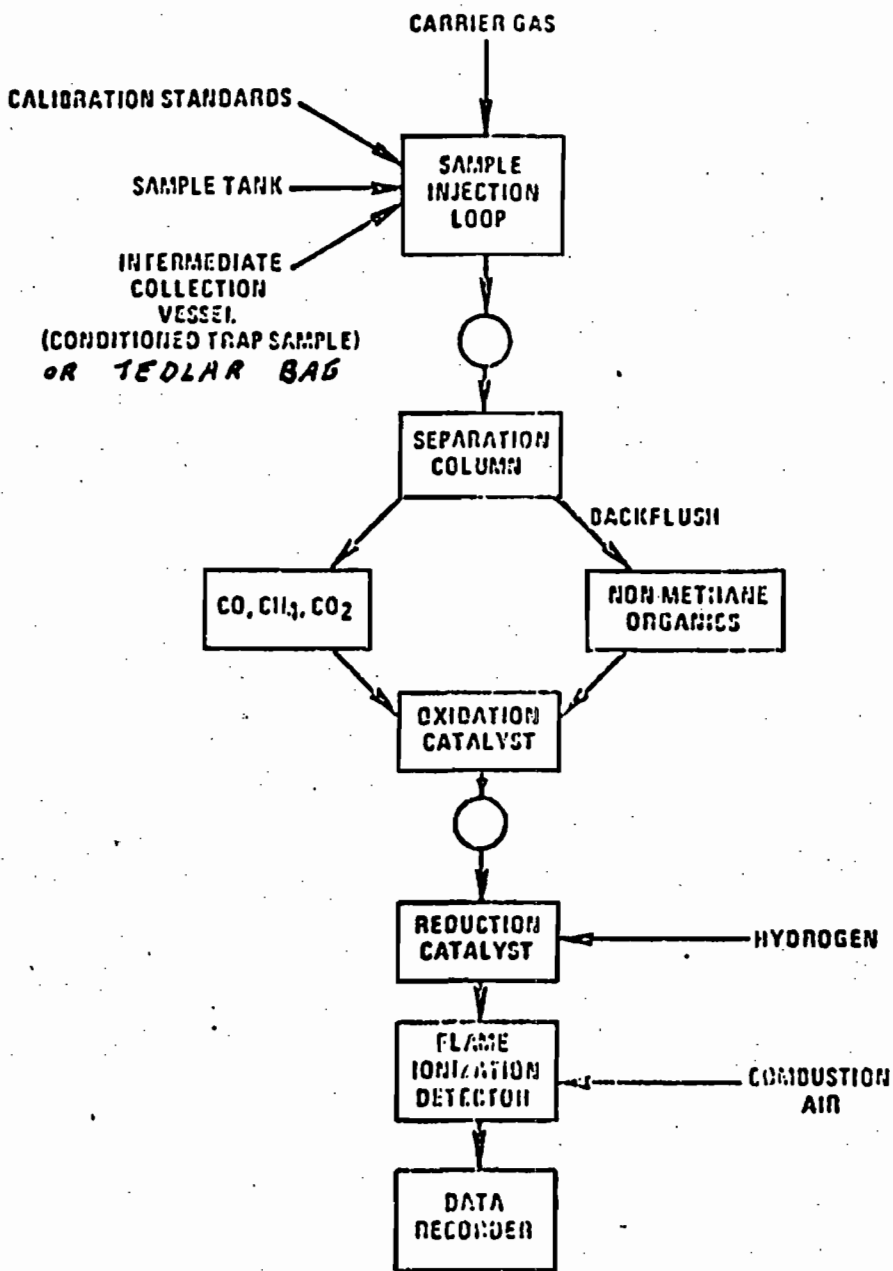 CARRIER GAS
CALIBRATION STANDARDS
SAMPLE TANK
INTERMEDIATE
COLLECTION
VESSEL
(CONDITIONED TRAP SAMPLE)
OR TEDLAR BAG
SAMPLE
INJECTION
LOOP
SEPARATION
COLUMN
BACKFLUSH
CO, CH4, CO2
NON-METHANE
ORGANICS
OXIDATION
CATALYST
REDUCTION
CATALYST
HYDROGEN
FLAME
IONIZATION
DETECTOR
COMBUSTION
AIR
DATA
RECORDER